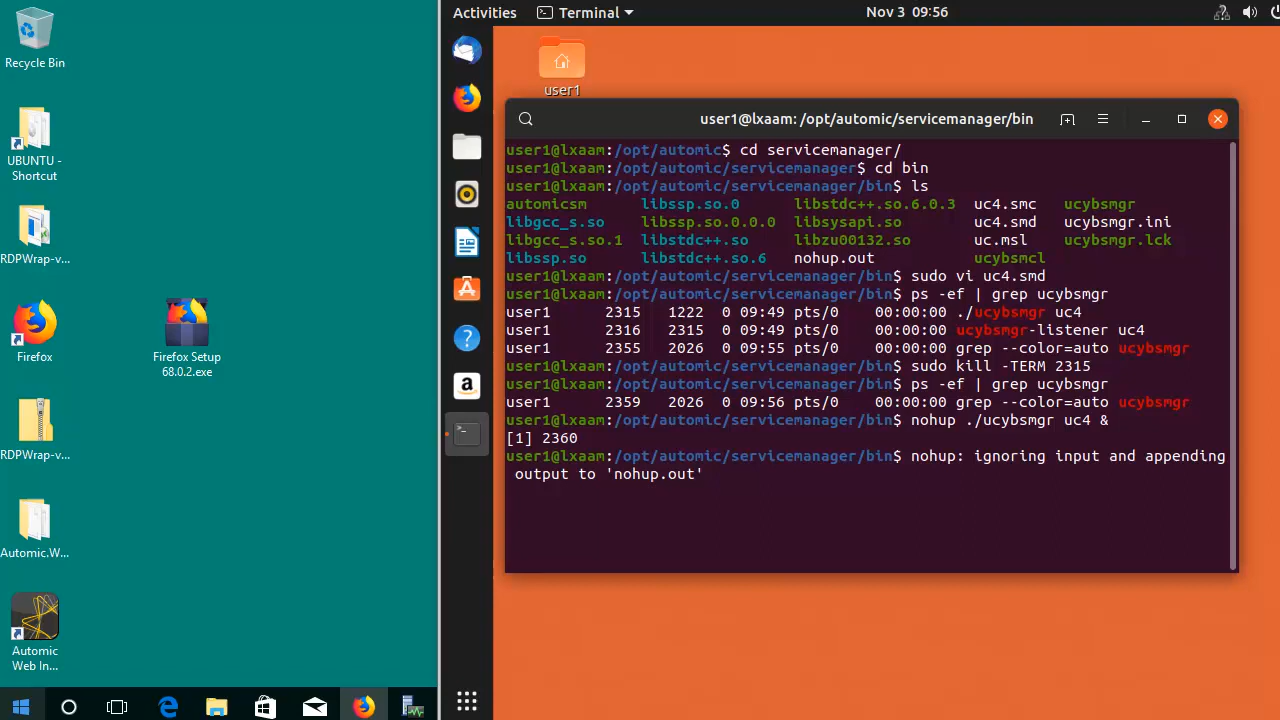 Recycle Bin
UBUNTU -
Shortcut
RDPWrap-v...
Firefox
Firefox Setup
68.0.2.exe
RDPWrap-v...
Automic.W...
Automic
Web In...
Activities Terminal Nov 3 09:56
user1
user1@lxaam: /opt/automic/servicemanager/bin
user1@lxaam:/opt/automic$ cd servicemanager/
user1@lxaam:/opt/automic/servicemanager$ cd bin
user1@lxaam:/opt/automic/servicemanager/bin$ ls
automicsm libssp.so.0 libstdc++.so.6.0.3 uc4.smc ucybsmgr
libgcc_s.so libssp.so.0.0.0 libsysapi.so uc4.smd ucybsmgr.ini
libgcc_s.so.1 libstdc++.so libzu00132.so uc.msl ucybsmgr.lck
libssp.so libstdc++.so.6 nohup.out ucybsmcl
user1@lxaam:/opt/automic/servicemanager/bin$ sudo vi uc4.smd
user1@lxaam:/opt/automic/servicemanager/bin$ ps -ef | grep ucybsmgr
user1 2315 1222 0 09:49 pts/0 00:00:00 ./ucybsmgr uc4
user1 2316 2315 0 09:49 pts/0 00:00:00 ucybsmgr-listener uc4
user1 2355 2026 0 09:55 pts/0 00:00:00 grep --color=auto ucybsmgr
user1@lxaam:/opt/automic/servicemanager/bin$ sudo kill -TERM 2315
user1@lxaam:/opt/automic/servicemanager/bin$ ps -ef | grep ucybsmgr
user1 2359 2026 0 09:56 pts/0 00:00:00 grep --color=auto ucybsmgr
user1@lxaam:/opt/automic/servicemanager/bin$ nohup ./ucybsmgr uc4 &
[1] 2360
user1@lxaam:/opt/automic/servicemanager/bin$ nohup: ignoring input and appending
output to 'nohup.out'